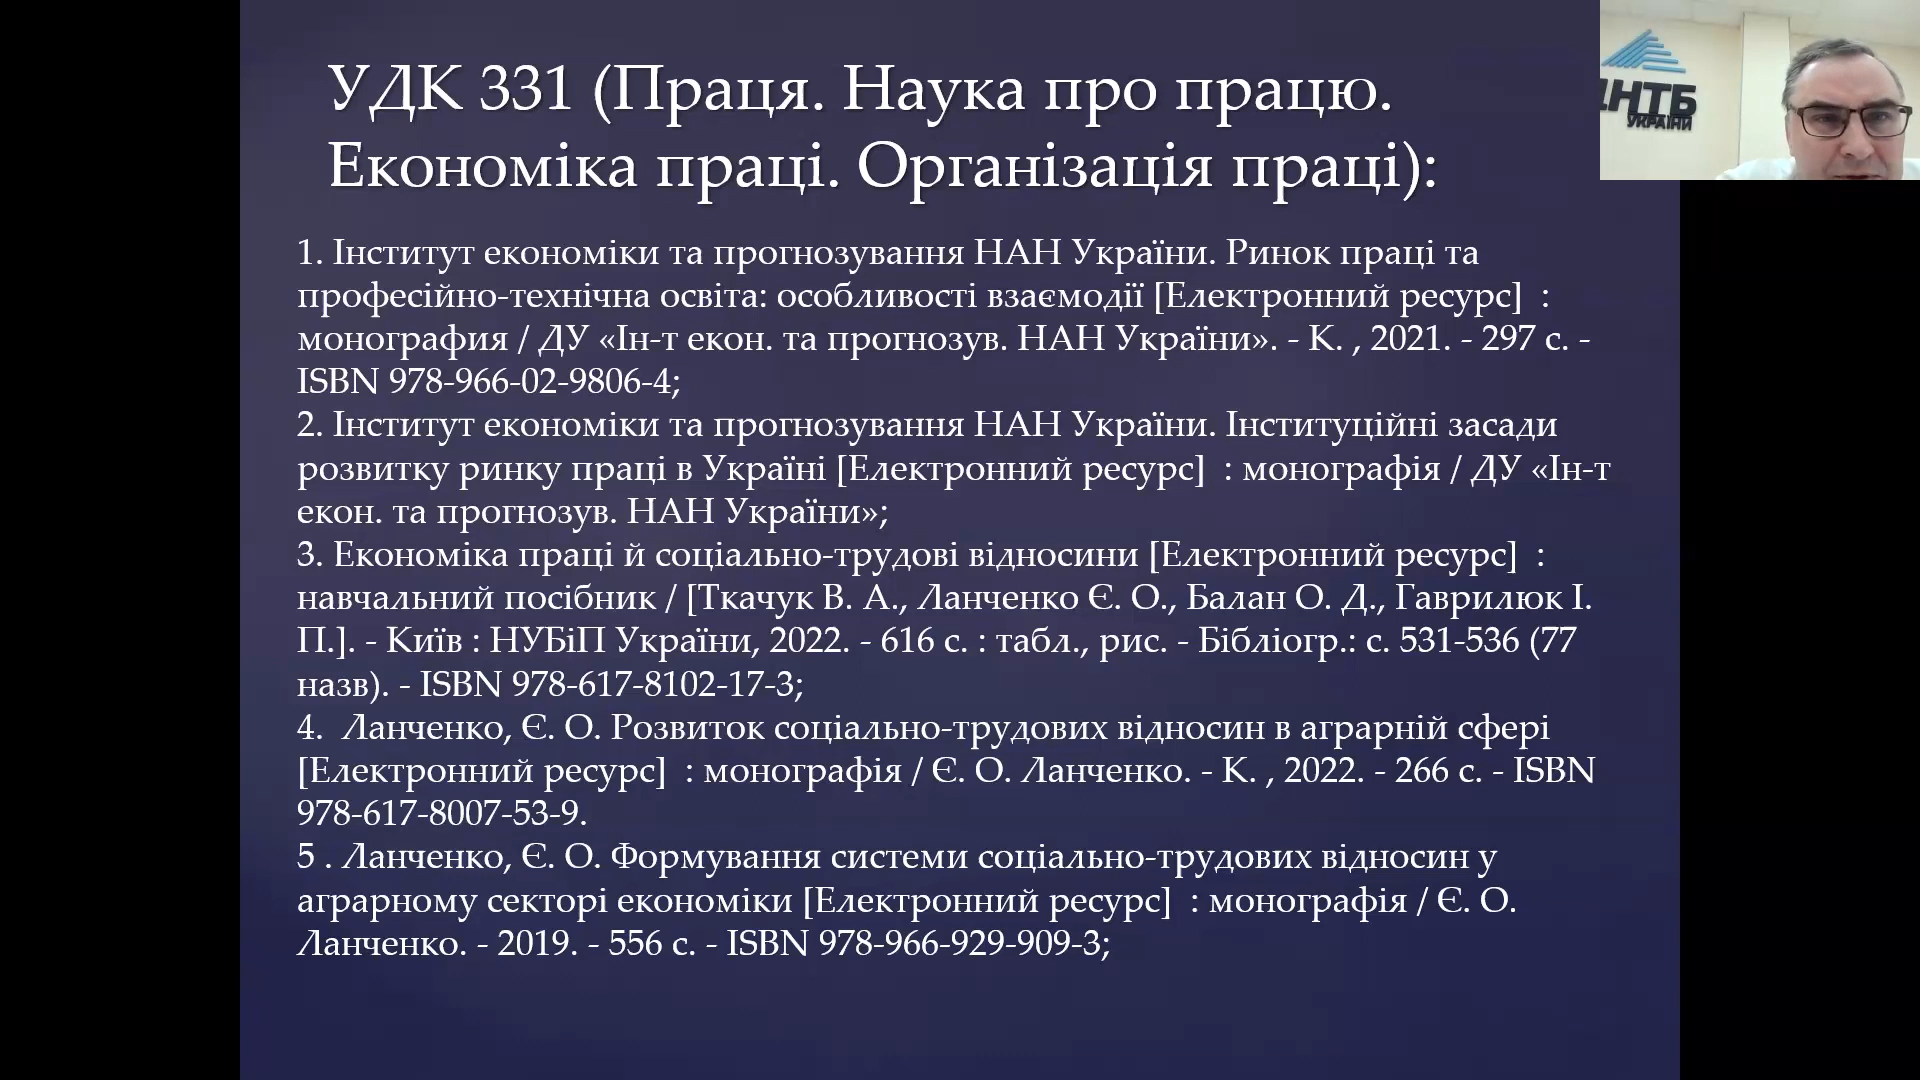 УДК 331 (Праця. Наука про працю.
Економіка праці. Організація праці):
1. Інститут економіки та прогнозування НАН України. Ринок праці та
професійно-технічна освіта: особливості взаємодії [Електронний ресурс]  :
монография / ДУ «Ін-т екон. та прогнозув. НАН України». - К. , 2021. - 297 с. -
ISBN 978-966-02-9806-4;
2. Інститут економіки та прогнозування НАН України. Інституційні засади
розвитку ринку праці в Україні [Електронний ресурс]  : монографія / ДУ «Ін-т
екон. та прогнозув. НАН України»;
3. Економіка праці й соціально-трудові відносини [Електронний ресурс]  :
навчальний посібник / [Ткачук В. А., Ланченко Є. О., Балан О. Д., Гаврилюк І.
П.]. - Київ : НУБіП України, 2022. - 616 с. : табл., рис. - Бібліогр.: с. 531-536 (77
назв). - ISBN 978-617-8102-17-3;
4.  Ланченко, Є. О. Розвиток соціально-трудових відносин в аграрній сфері
[Електронний ресурс]  : монографія / Є. О. Ланченко. - К. , 2022. - 266 с. - ISBN
978-617-8007-53-9.
5 . Ланченко, Є. О. Формування системи соціально-трудових відносин у
аграрному секторі економіки [Електронний ресурс]  : монографія / Є. О.
Ланченко. - 2019. - 556 с. - ISBN 978-966-929-909-3;
ДНТБ
УКРАЇНИ